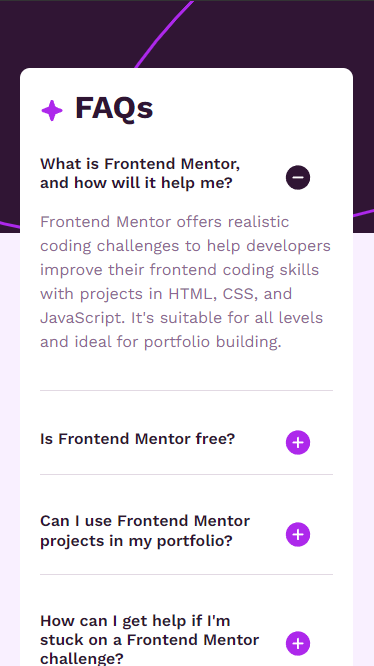 FAQs
What is Frontend Mentor,
and how will it help me?
Frontend Mentor offers realistic
coding challenges to help developers
improve their frontend coding skills
with projects in HTML, CSS, and
JavaScript. It's suitable for all levels
and ideal for portfolio building.
Is Frontend Mentor free?
Can I use Frontend Mentor
projects in my portfolio?
How can I get help if I'm
stuck on a Frontend Mentor
challenge?